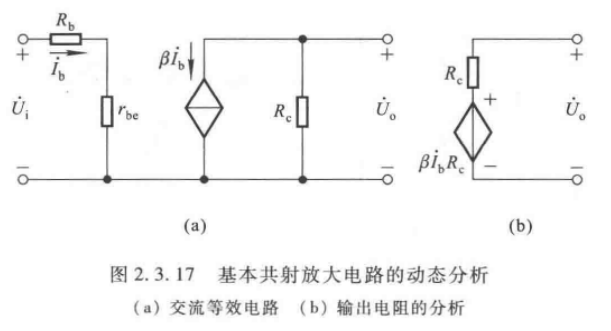 R_b
+ İ_b βİ_b + +
U̇_i r_be R_c U̇_o R_c + U̇_o
βİ_bR_c −
− − −
(a) (b)
图 2.3.17 基本共射放大电路的动态分析
(a) 交流等效电路 (b) 输出电阻的分析